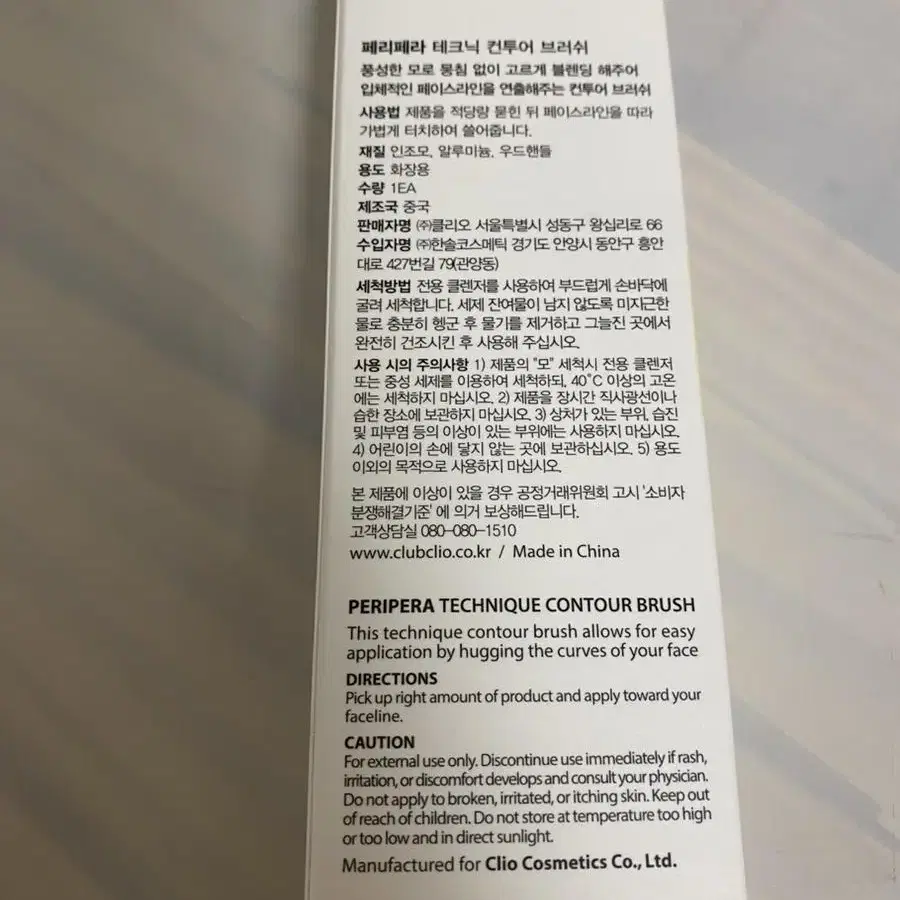 페리페라 테크닉 컨투어 브러쉬
풍성한 모로 뭉침 없이 고르게 블렌딩 해주어
입체적인 페이스라인을 연출해주는 컨투어 브러쉬
사용법 제품을 적당량 묻힌 뒤 페이스라인을 따라
가볍게 터치하여 쓸어줍니다.
재질 인조모, 알루미늄, 우드핸들
용도 화장용
수량 1EA
제조국 중국
판매자명 ㈜클리오 서울특별시 성동구 왕십리로 66
수입자명 ㈜한솔코스메틱 경기도 안양시 동안구 흥안
대로 427번길 79(관양동)
세척방법 전용 클렌저를 사용하여 부드럽게 손바닥에
굴려 세척합니다. 세제 잔여물이 남지 않도록 미지근한
물로 충분히 헹군 후 물기를 제거하고 그늘진 곳에서
완전히 건조시킨 후 사용해 주십시오.
사용 시의 주의사항 1) 제품의 "모" 세척시 전용 클렌저
또는 중성 세제를 이용하여 세척하되, 40˚C 이상의 고온
에는 세척하지 마십시오. 2) 제품을 장시간 직사광선이나
습한 장소에 보관하지 마십시오. 3) 상처가 있는 부위, 습진
및 피부염 등의 이상이 있는 부위에는 사용하지 마십시오.
4) 어린이의 손에 닿지 않는 곳에 보관하십시오. 5) 용도
이외의 목적으로 사용하지 마십시오.
본 제품에 이상이 있을 경우 공정거래위원회 고시 '소비자
분쟁해결기준' 에 의거 보상해드립니다.
고객상담실 080-080-1510
www.clubclio.co.kr / Made in China
PERIPERA TECHNIQUE CONTOUR BRUSH
This technique contour brush allows for easy
application by hugging the curves of your face
DIRECTIONS
Pick up right amount of product and apply toward your
faceline.
CAUTION
For external use only. Discontinue use immediately if rash,
irritation, or discomfort develops and consult your physician.
Do not apply to broken, irritated, or itching skin. Keep out
of reach of children. Do not store at temperature too high
or too low and in direct sunlight.
Manufactured for Clio Cosmetics Co., Ltd.